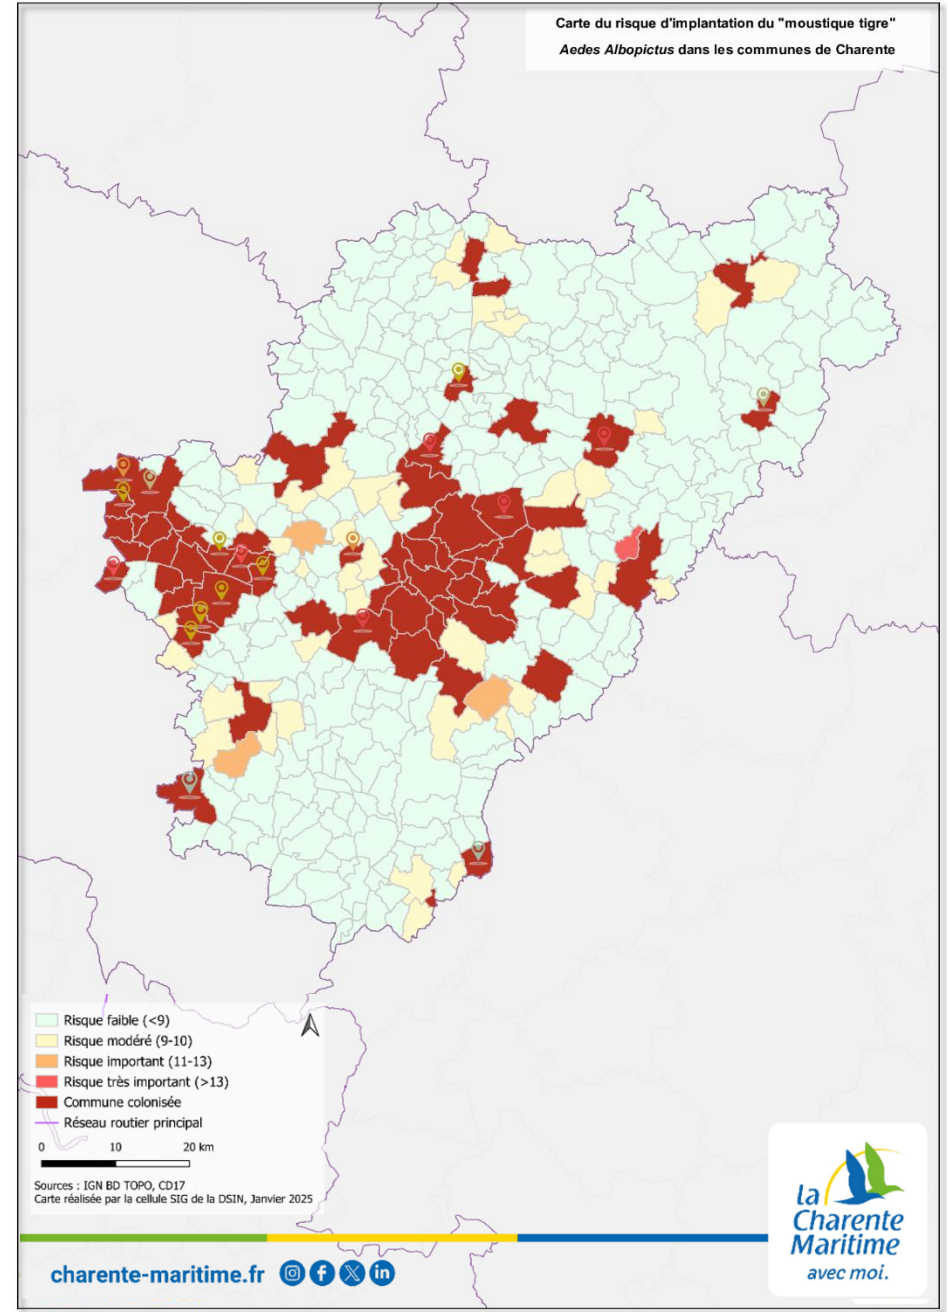 Carte du risque d'implantation du "moustique tigre"
Aedes Albopictus dans les communes de Charente
Risque faible (<9)
Risque modéré (9-10)
Risque important (11-13)
Risque très important (>13)
Commune colonisée
Réseau routier principal
0 10 20 km
Sources : IGN BD TOPO, CD17
Carte réalisée par la cellule SIG de la DSIN, Janvier 2025
la
Charente
Maritime
avec moi.
charente-maritime.fr